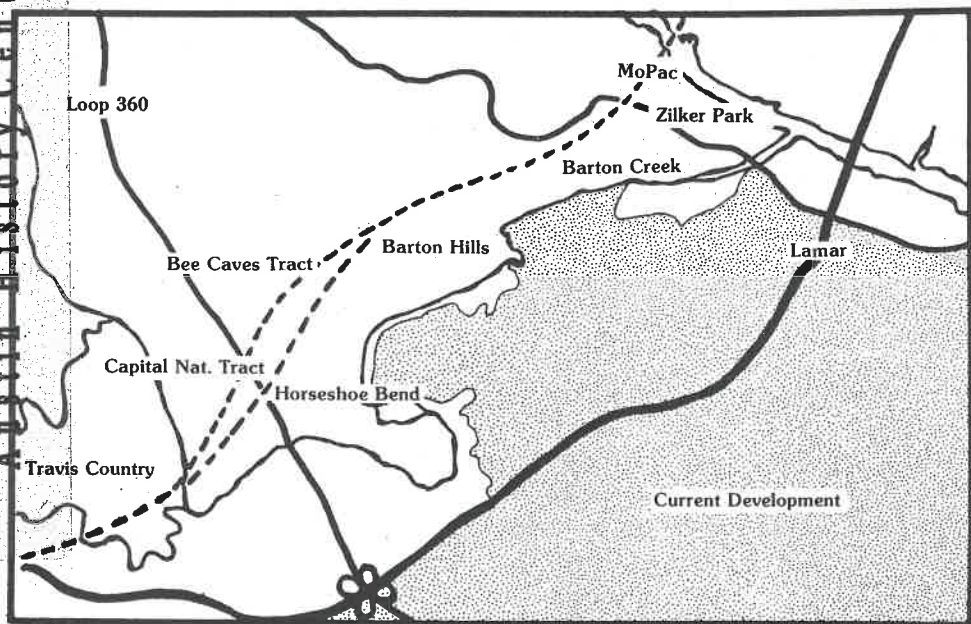 MoPac
Loop 360
Zilker Park
Barton Creek
Barton Hills
Lamar
Bee Caves Tract
Capital Nat. Tract
Horseshoe Bend
Travis Country
Current Development